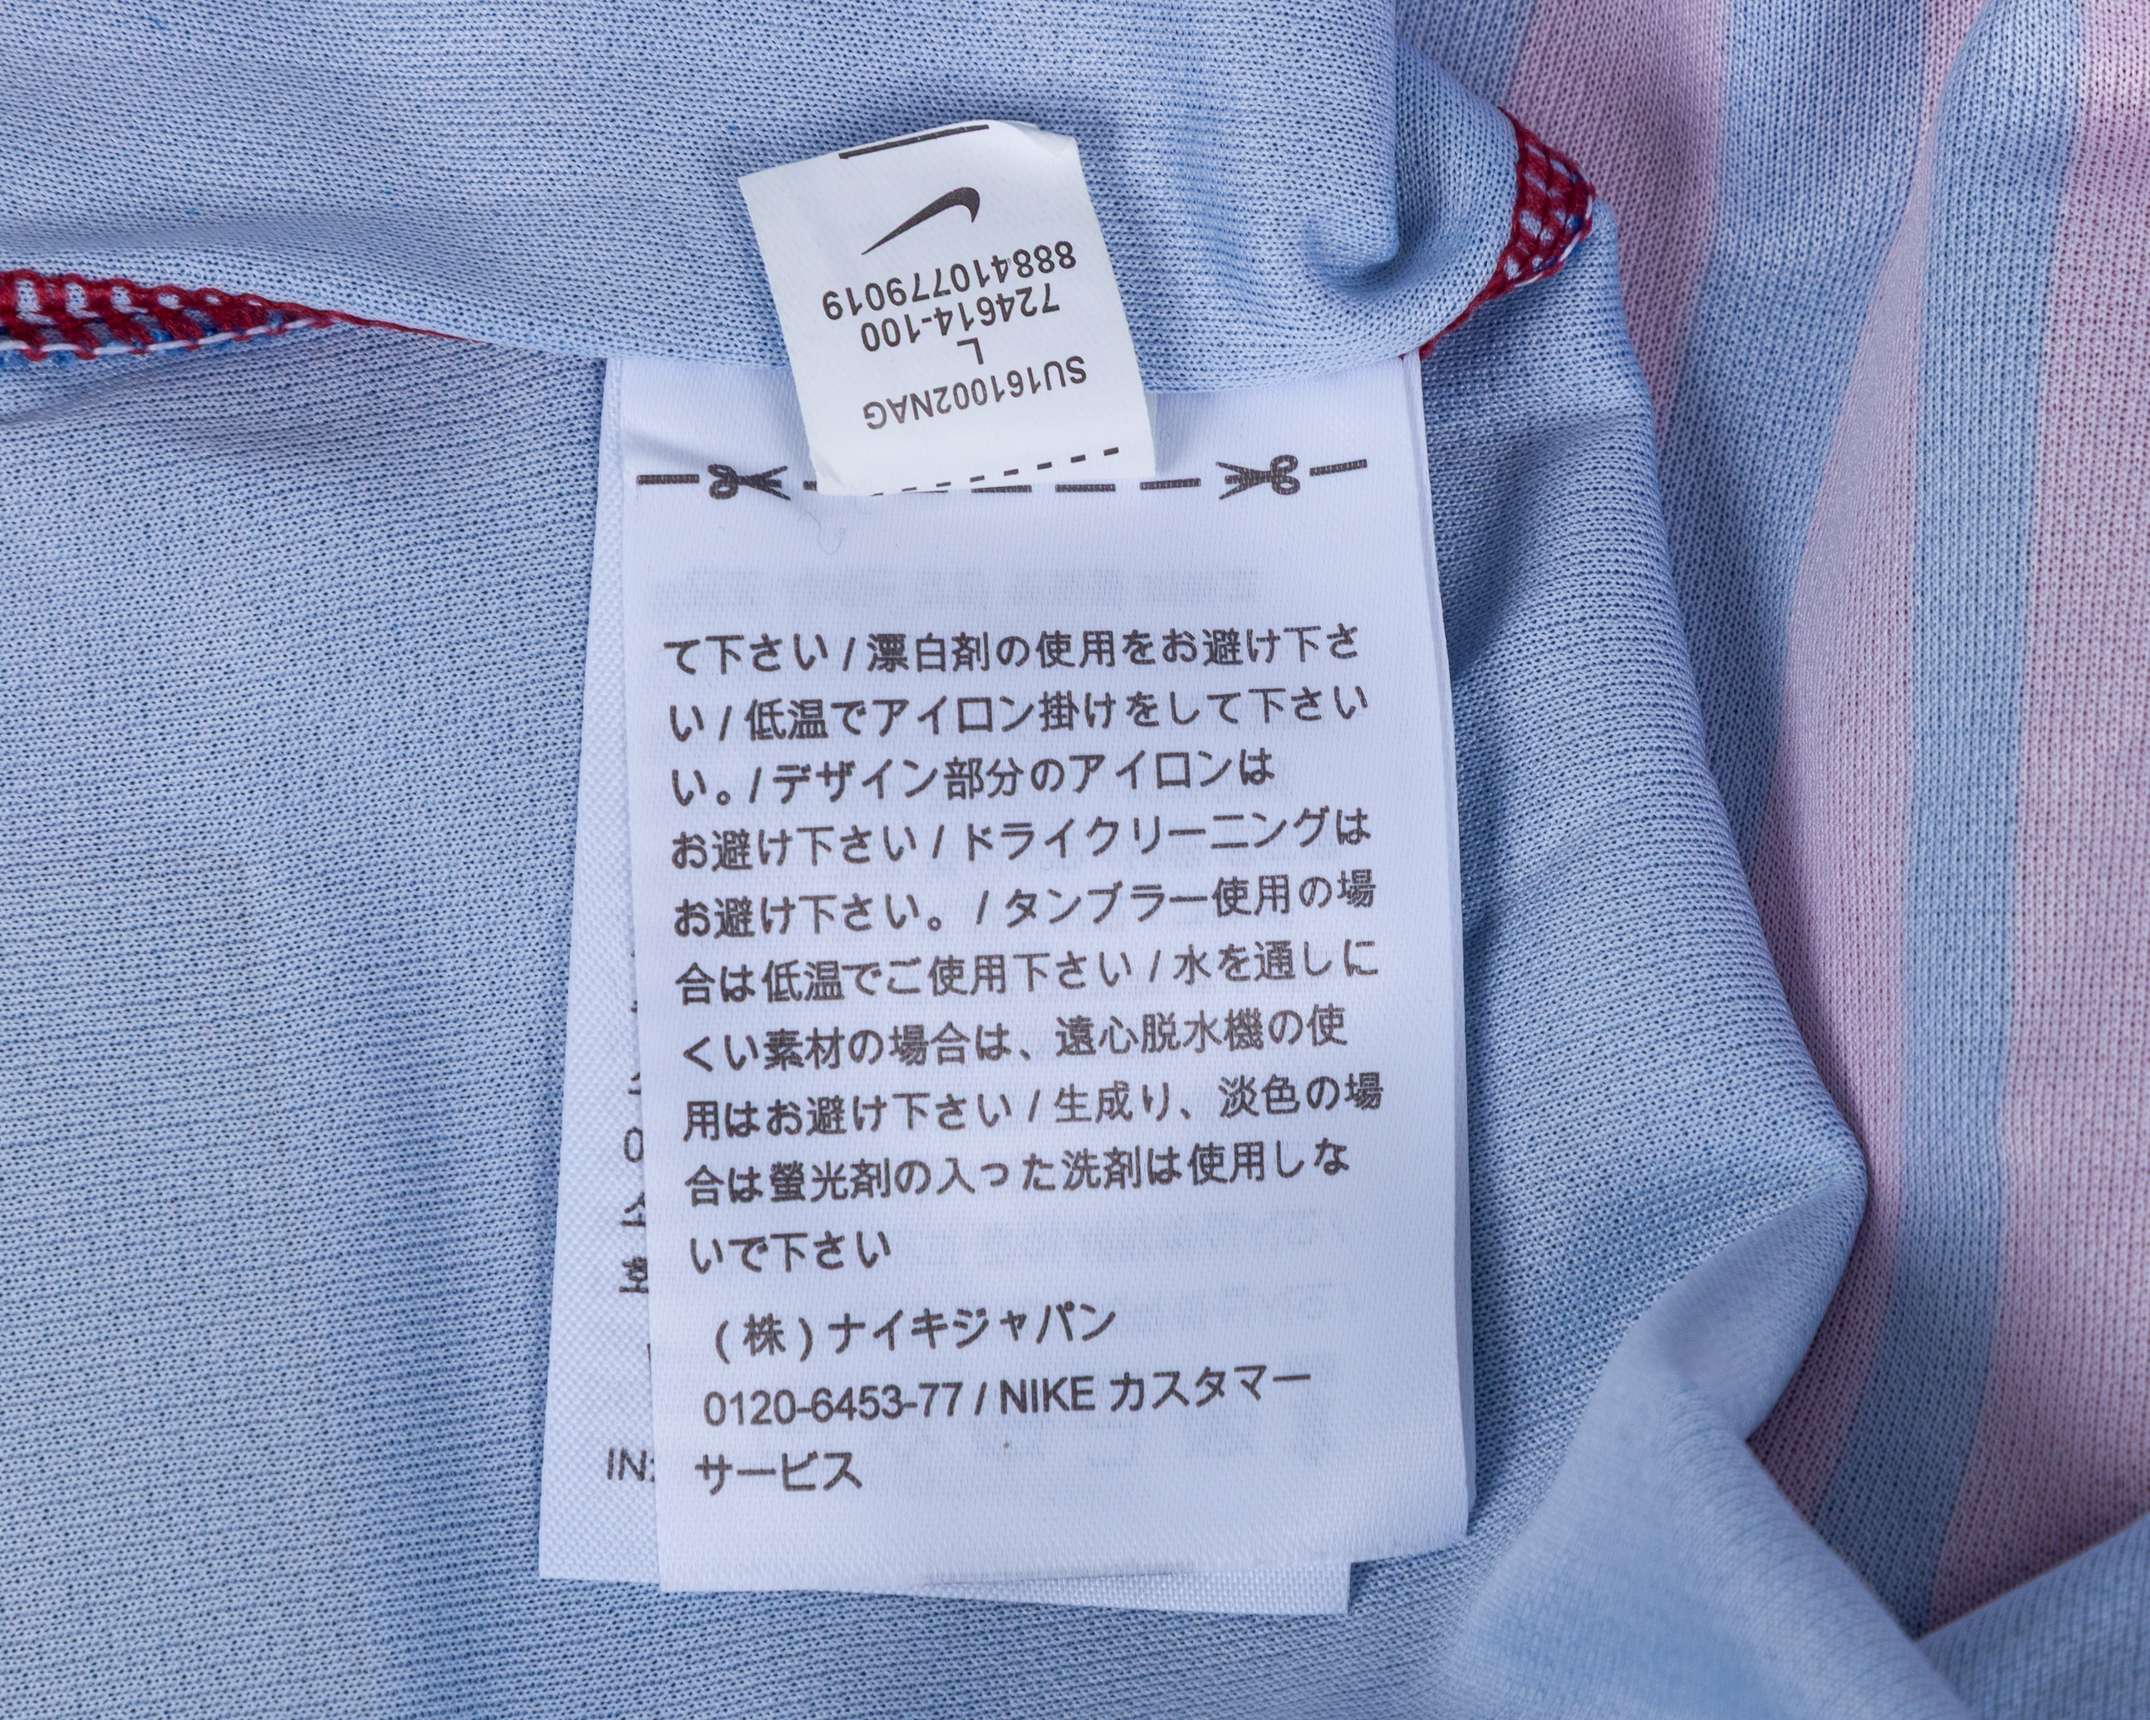 888410779019
724614-100
L
SU161002NAG
て下さい / 漂白剤の使用をお避け下さ
い / 低温でアイロン掛けをして下さい
い。/ デザイン部分のアイロンは
お避け下さい / ドライクリーニングは
お避け下さい。 / タンブラー使用の場
合は低温でご使用下さい / 水を通しに
くい素材の場合は、遠心脱水機の使
用はお避け下さい / 生成り、淡色の場
合は螢光剤の入った洗剤は使用しな
いで下さい
( 株 ) ナイキジャパン
0120-6453-77 / NIKE カスタマー
サービス